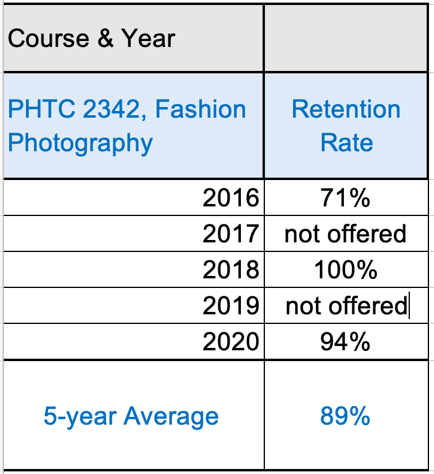 Course & Year
PHTC 2342, Fashion Photography
Retention Rate
2016 71%
2017 not offered
2018 100%
2019 not offered
2020 94%
5-year Average 89%